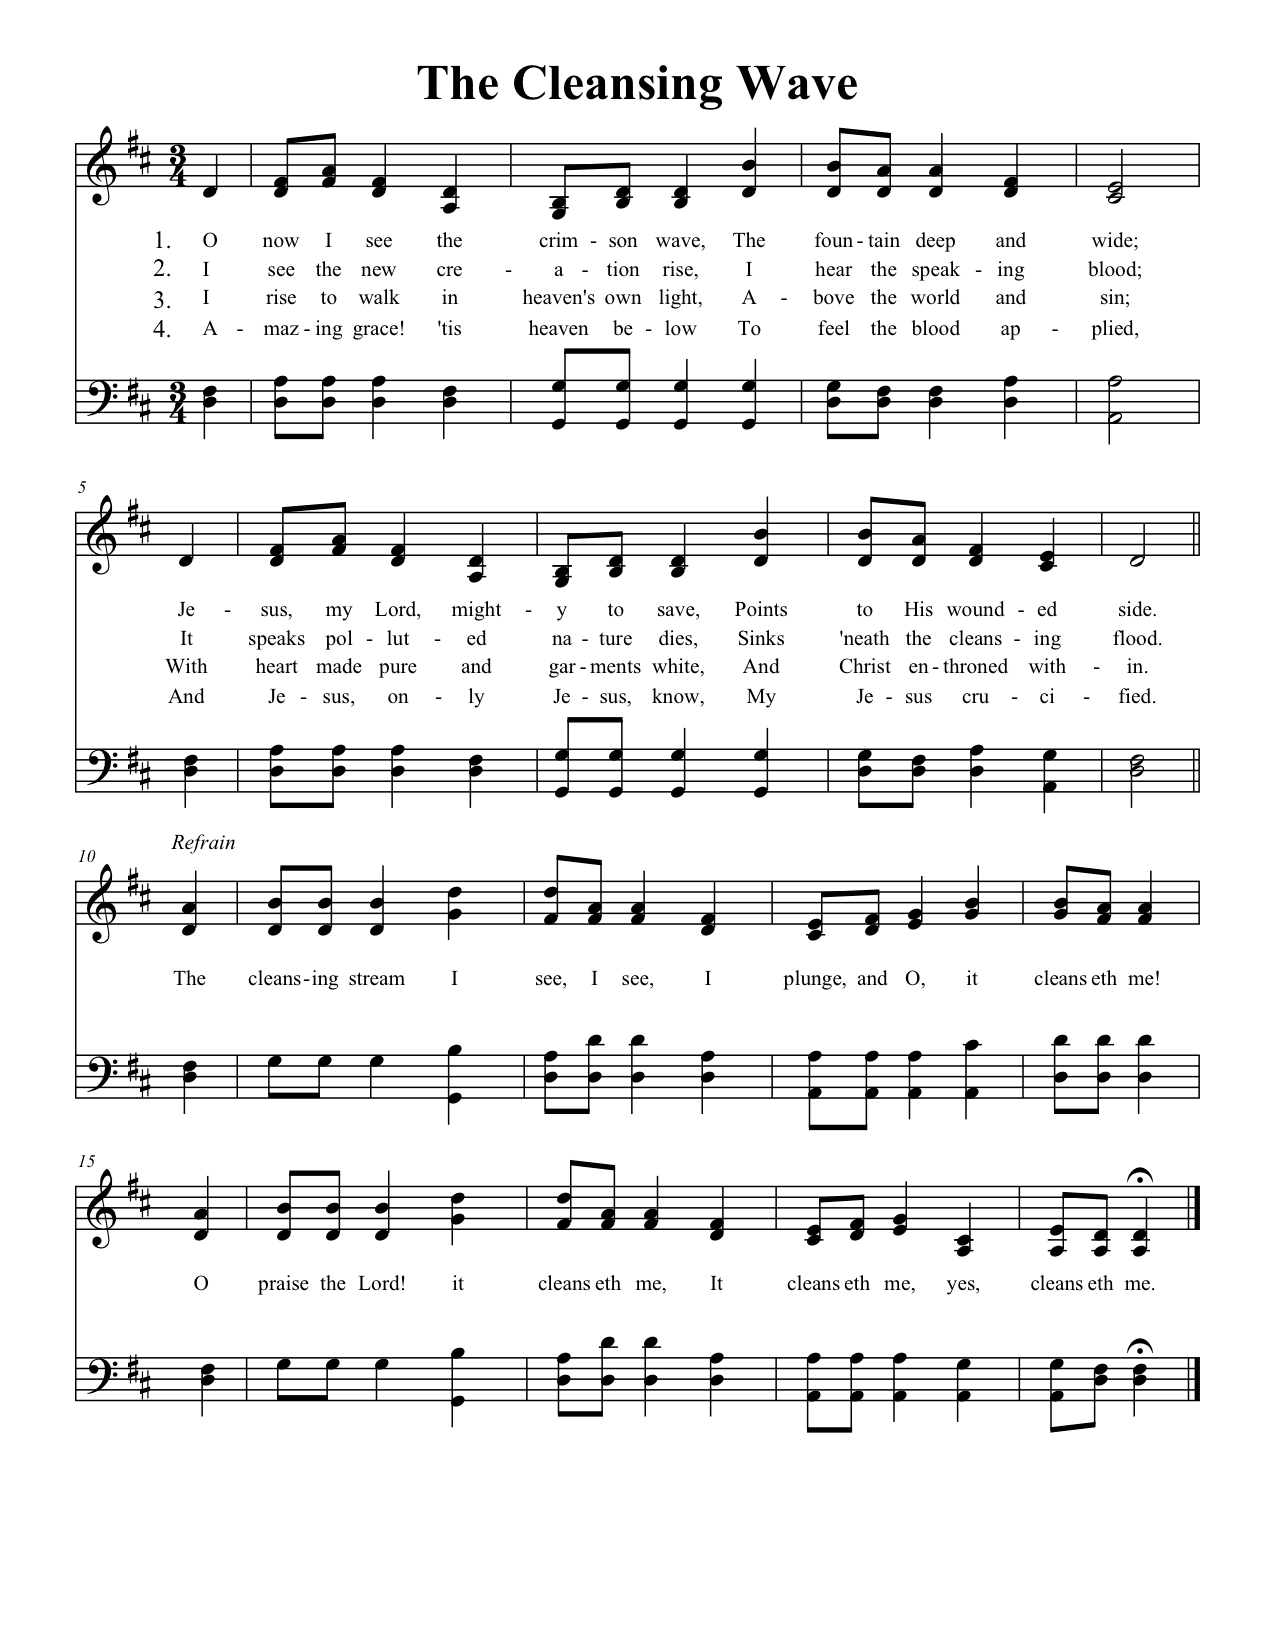 The Cleansing Wave
3
4
1. O now I see the crim - son wave, The foun - tain deep and wide;
2. I see the new cre - a - tion rise, I hear the speak - ing blood;
3. I rise to walk in heaven's own light, A - bove the world and sin;
4. A - maz - ing grace! 'tis heaven be - low To feel the blood ap - plied,
3
4
5
Je - sus, my Lord, might - y to save, Points to His wound - ed side.
It speaks pol - lut - ed na - ture dies, Sinks 'neath the cleans - ing flood.
With heart made pure and gar - ments white, And Christ en - throned with - in.
And Je - sus, on - ly Je - sus, know, My Je - sus cru - ci - fied.
10 Refrain
The cleans - ing stream I see, I see, I plunge, and O, it cleans eth me!
15
O praise the Lord! it cleans eth me, It cleans eth me, yes, cleans eth me.